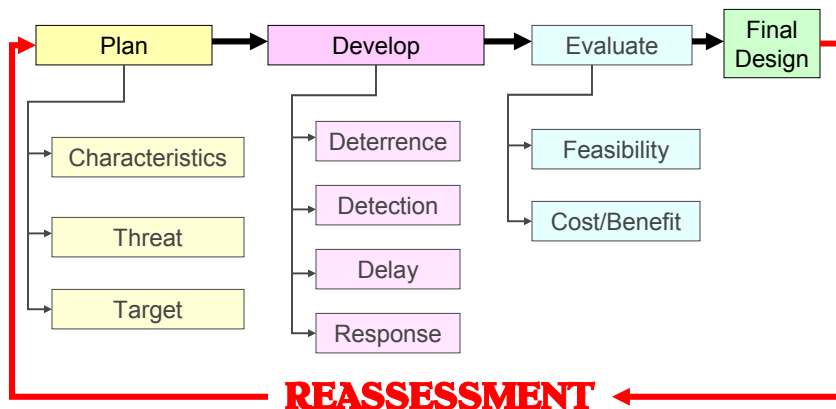 Plan
Develop
Evaluate
Final
Design
Characteristics
Threat
Target
Deterrence
Detection
Delay
Response
Feasibility
Cost/Benefit
REASSESSMENT